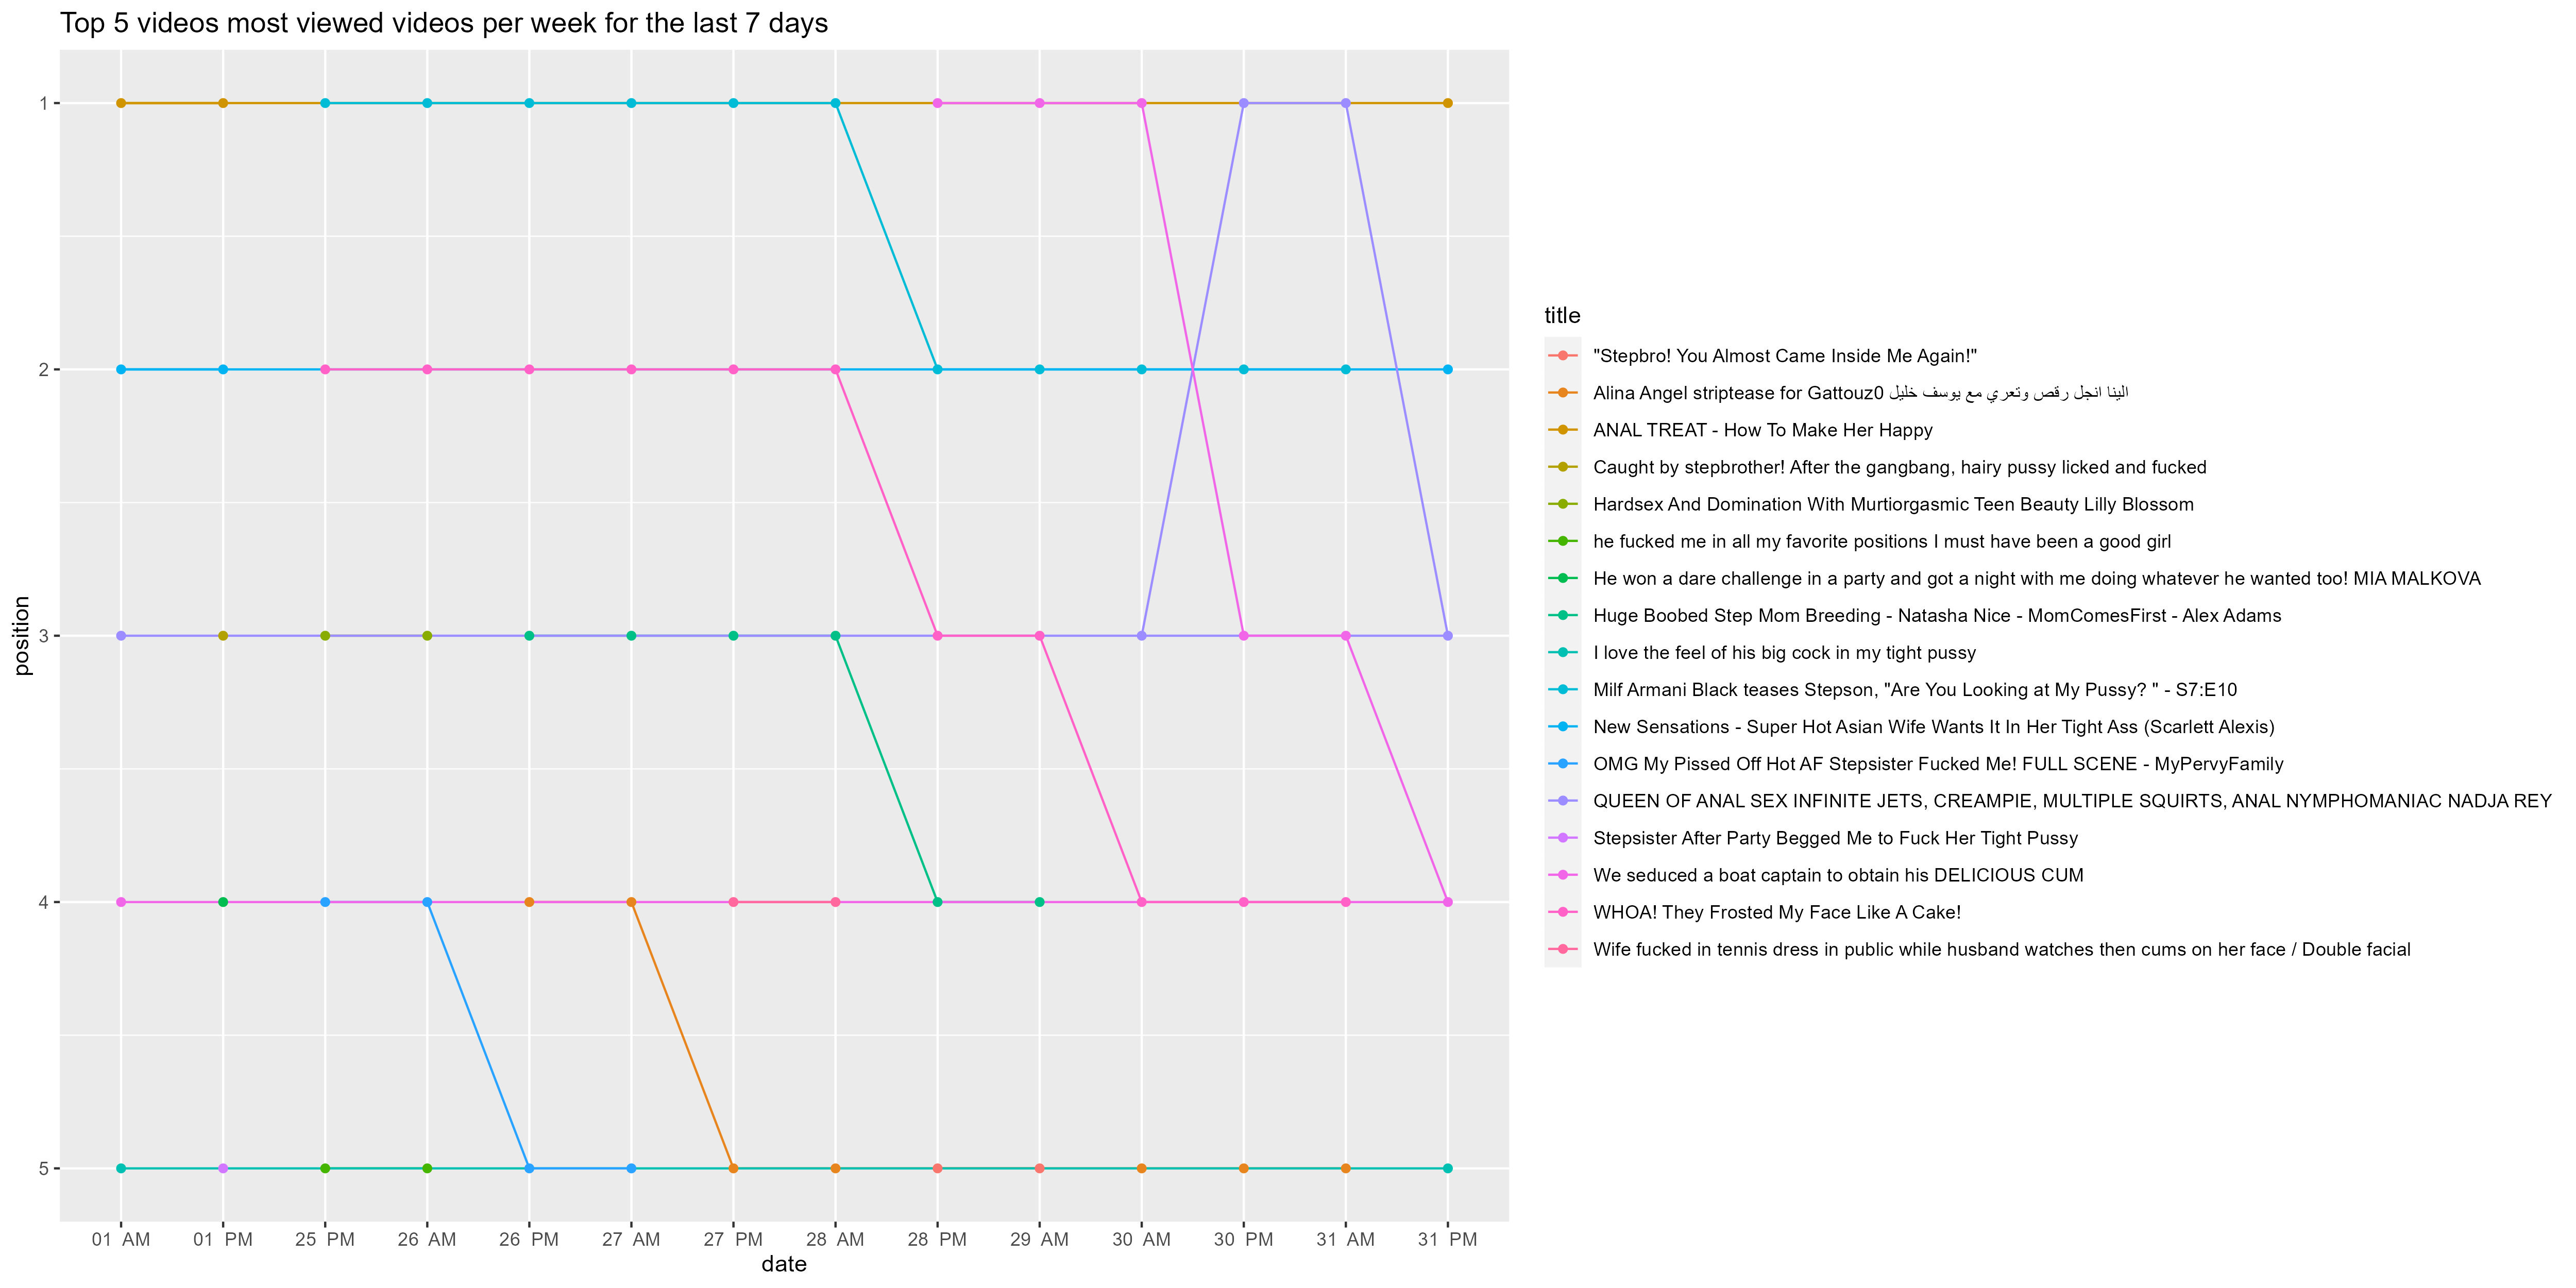 Top 5 videos most viewed videos per week for the last 7 days
position
1
2
3
4
5
01 AM
01 PM
25 PM
26 AM
26 PM
27 AM
27 PM
28 AM
28 PM
29 AM
30 AM
30 PM
31 AM
31 PM
date
title
"Stepbro! You Almost Came Inside Me Again!"
Alina Angel striptease for Gattouz0 الينا انجل رقص وتعري مع يوسف خليل
ANAL TREAT - How To Make Her Happy
Caught by stepbrother! After the gangbang, hairy pussy licked and fucked
Hardsex And Domination With Murtiorgasmic Teen Beauty Lilly Blossom
he fucked me in all my favorite positions I must have been a good girl
He won a dare challenge in a party and got a night with me doing whatever he wanted too! MIA MALKOVA
Huge Boobed Step Mom Breeding - Natasha Nice - MomComesFirst - Alex Adams
I love the feel of his big cock in my tight pussy
Milf Armani Black teases Stepson, "Are You Looking at My Pussy? " - S7:E10
New Sensations - Super Hot Asian Wife Wants It In Her Tight Ass (Scarlett Alexis)
OMG My Pissed Off Hot AF Stepsister Fucked Me! FULL SCENE - MyPervyFamily
QUEEN OF ANAL SEX INFINITE JETS, CREAMPIE, MULTIPLE SQUIRTS, ANAL NYMPHOMANIAC NADJA REY
Stepsister After Party Begged Me to Fuck Her Tight Pussy
We seduced a boat captain to obtain his DELICIOUS CUM
WHOA! They Frosted My Face Like A Cake!
Wife fucked in tennis dress in public while husband watches then cums on her face / Double facial